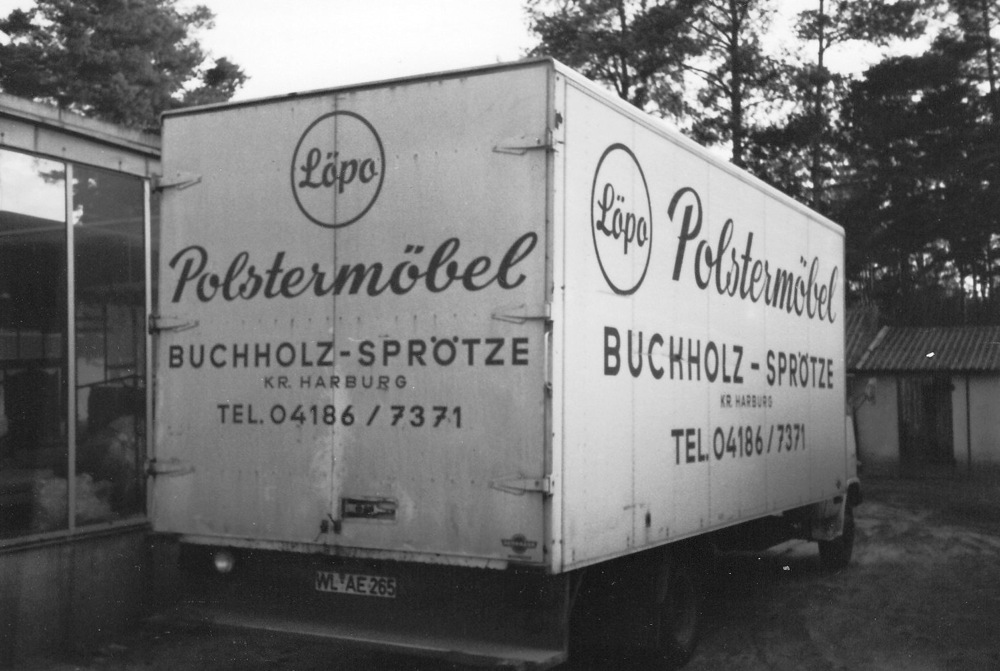 Löpo
Polstermöbel
BUCHHOLZ-SPRÖTZE
KR. HARBURG
TEL. 04186 / 7371
WL-AE 265
Löpo
Polstermöbel
BUCHHOLZ-SPRÖTZE
KR. HARBURG
TEL. 04186 / 7371